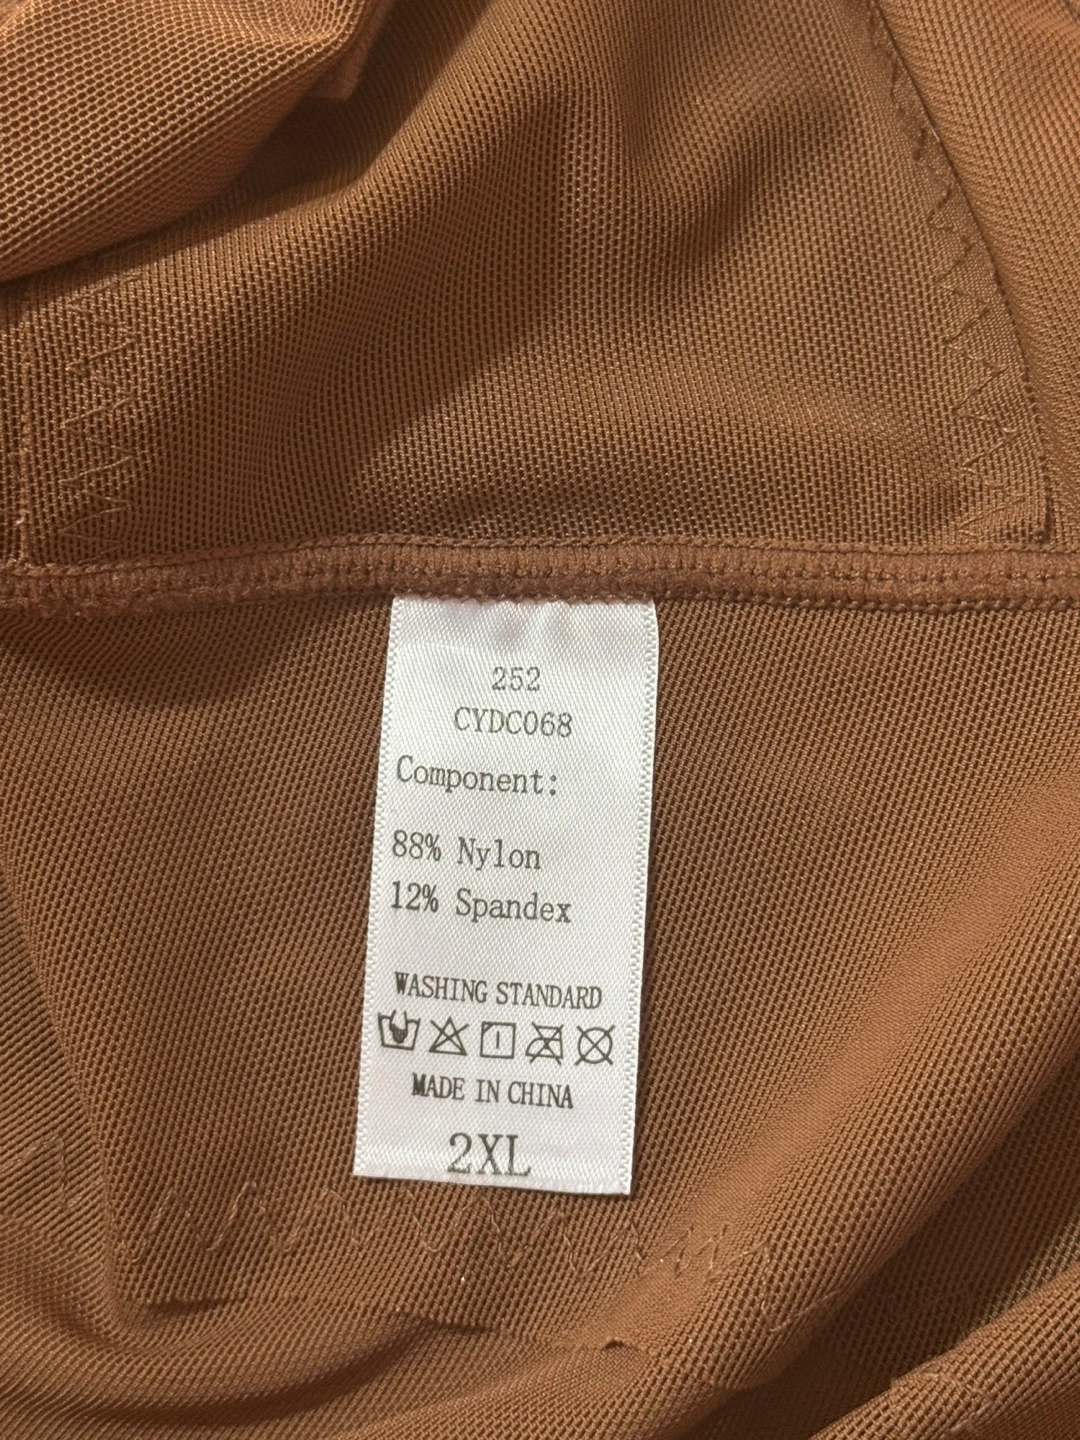 252
CYDC068
Component:
88% Nylon
12% Spandex
WASHING STANDARD
MADE IN CHINA
2XL